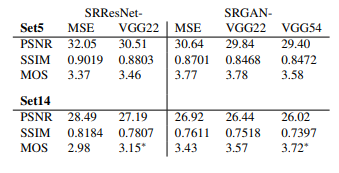 SRResNet- SRGAN-
Set5 MSE VGG22 MSE VGG22 VGG54
PSNR 32.05 30.51 30.64 29.84 29.40
SSIM 0.9019 0.8803 0.8701 0.8468 0.8472
MOS 3.37 3.46 3.77 3.78 3.58
Set14
PSNR 28.49 27.19 26.92 26.44 26.02
SSIM 0.8184 0.7807 0.7611 0.7518 0.7397
MOS 2.98 3.15* 3.43 3.57 3.72*